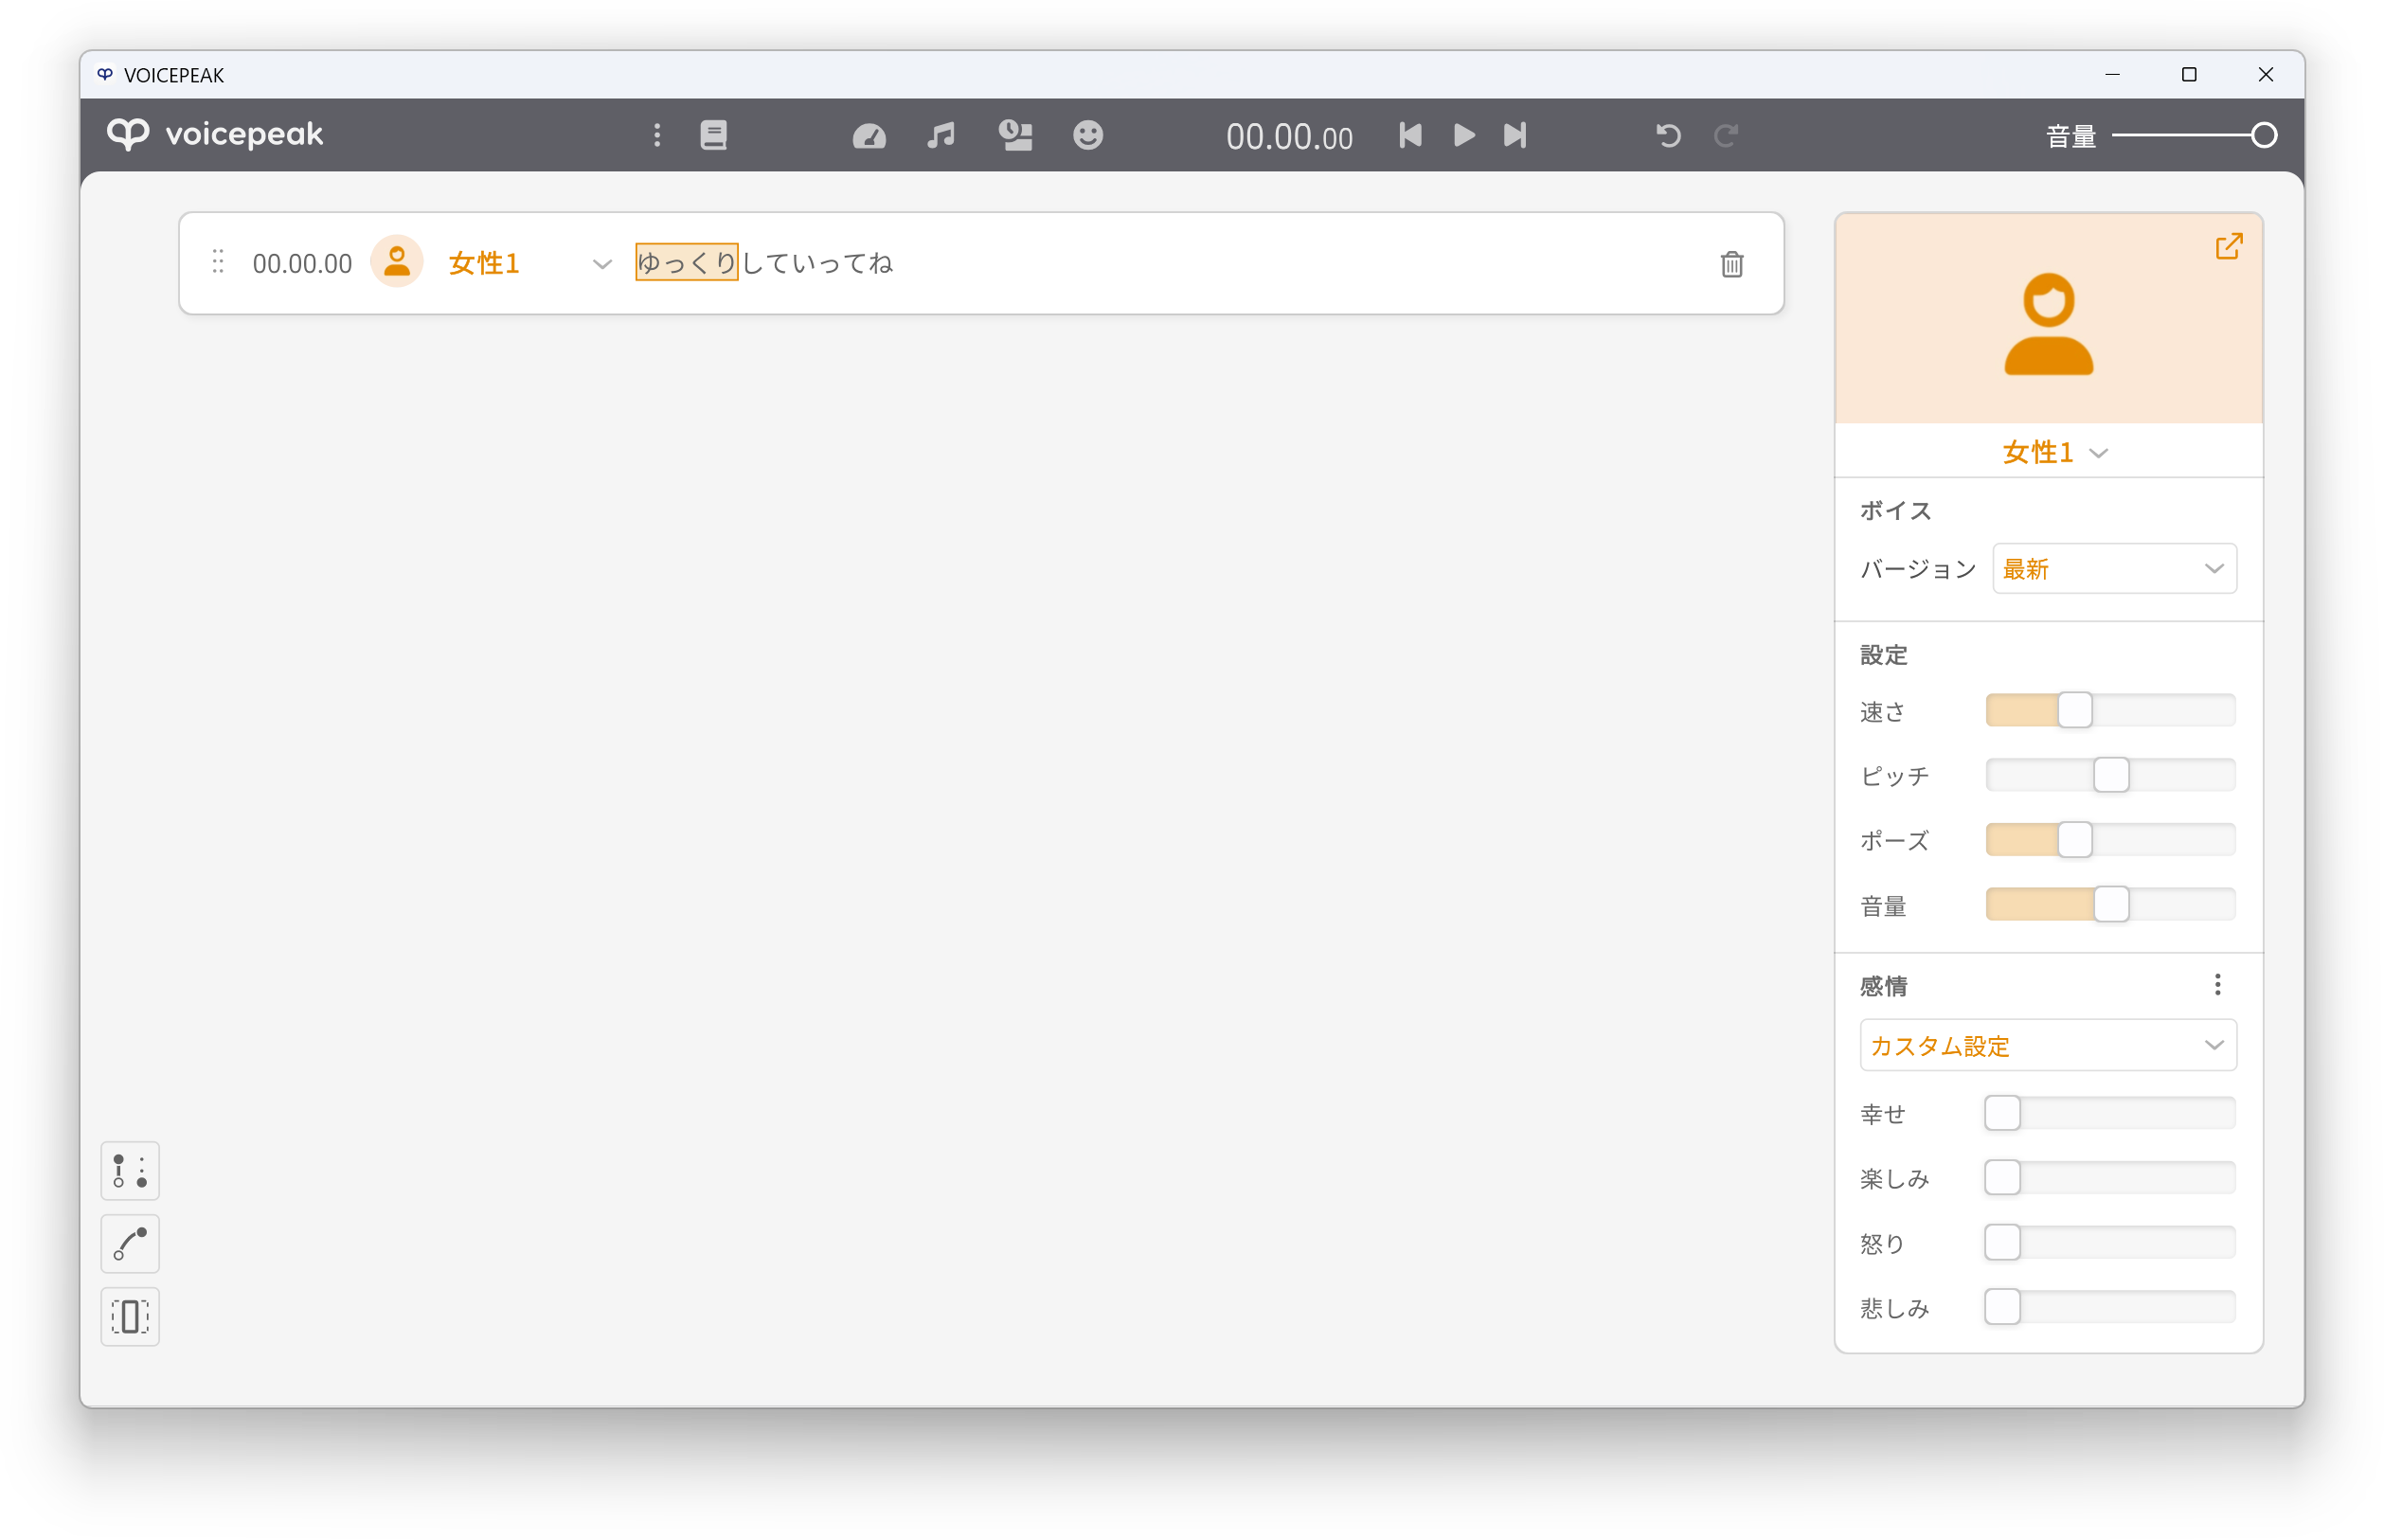 VOICEPEAK
voicepeak
00.00.00
音量
00.00.00 女性1 ゆっくりしていってね
女性1
ボイス
バージョン 最新
設定
速さ
ピッチ
ポーズ
音量
感情
カスタム設定
幸せ
楽しみ
怒り
悲しみ